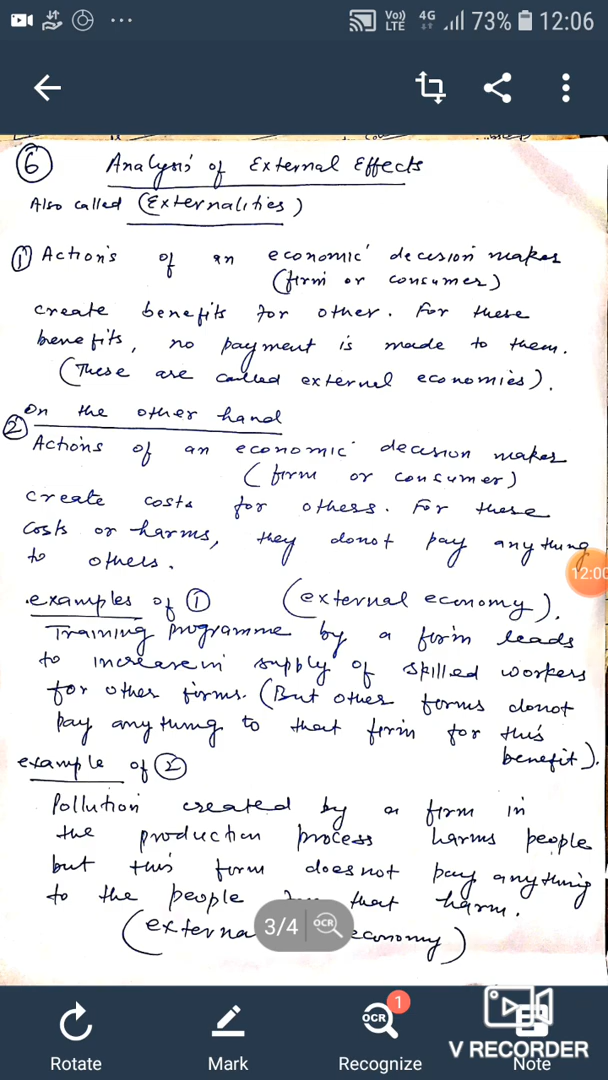 Voi) LTE 4G 73% 12:06
⑥ Analysis of External Effects
Also called (Externalities)
① Actions of an economic decision maker
(firm or consumer)
create benefits for other. For these
benefits, no payment is made to them.
(These are called external economies).
On the other hand
② Actions of an economic decision maker
(firm or consumer)
create costs for others. For these
costs or harms, they donot pay anything
to others.
12:00
examples of ① (external economy).
Training programme by a firm leads
to increase in supply of skilled workers
for other firms. (But other firms donot
pay anything to that firm for this
benefit).
example of ②
Pollution created by a firm in
the production process harms people
but this firm does not pay anything
to the people that harm.
(externa economy)
3/4 OCR
OCR 1
Rotate Mark Recognize Note
V RECORDER